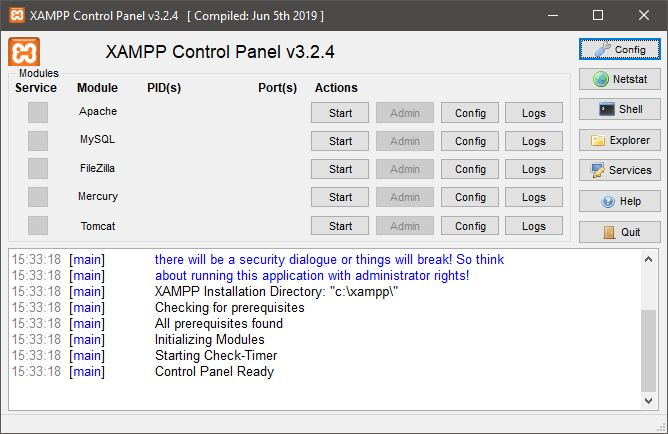 XAMPP Control Panel v3.2.4 [ Compiled: Jun 5th 2019 ]
XAMPP Control Panel v3.2.4
Config
Modules
Service Module PID(s) Port(s) Actions
Netstat
Apache Start Admin Config Logs
Shell
MySQL Start Admin Config Logs
Explorer
FileZilla Start Admin Config Logs
Services
Mercury Start Admin Config Logs
Help
Tomcat Start Admin Config Logs
Quit
15:33:18 [main] there will be a security dialogue or things will break! So think
15:33:18 [main] about running this application with administrator rights!
15:33:18 [main] XAMPP Installation Directory: "c:\xampp\"
15:33:18 [main] Checking for prerequisites
15:33:18 [main] All prerequisites found
15:33:18 [main] Initializing Modules
15:33:18 [main] Starting Check-Timer
15:33:18 [main] Control Panel Ready